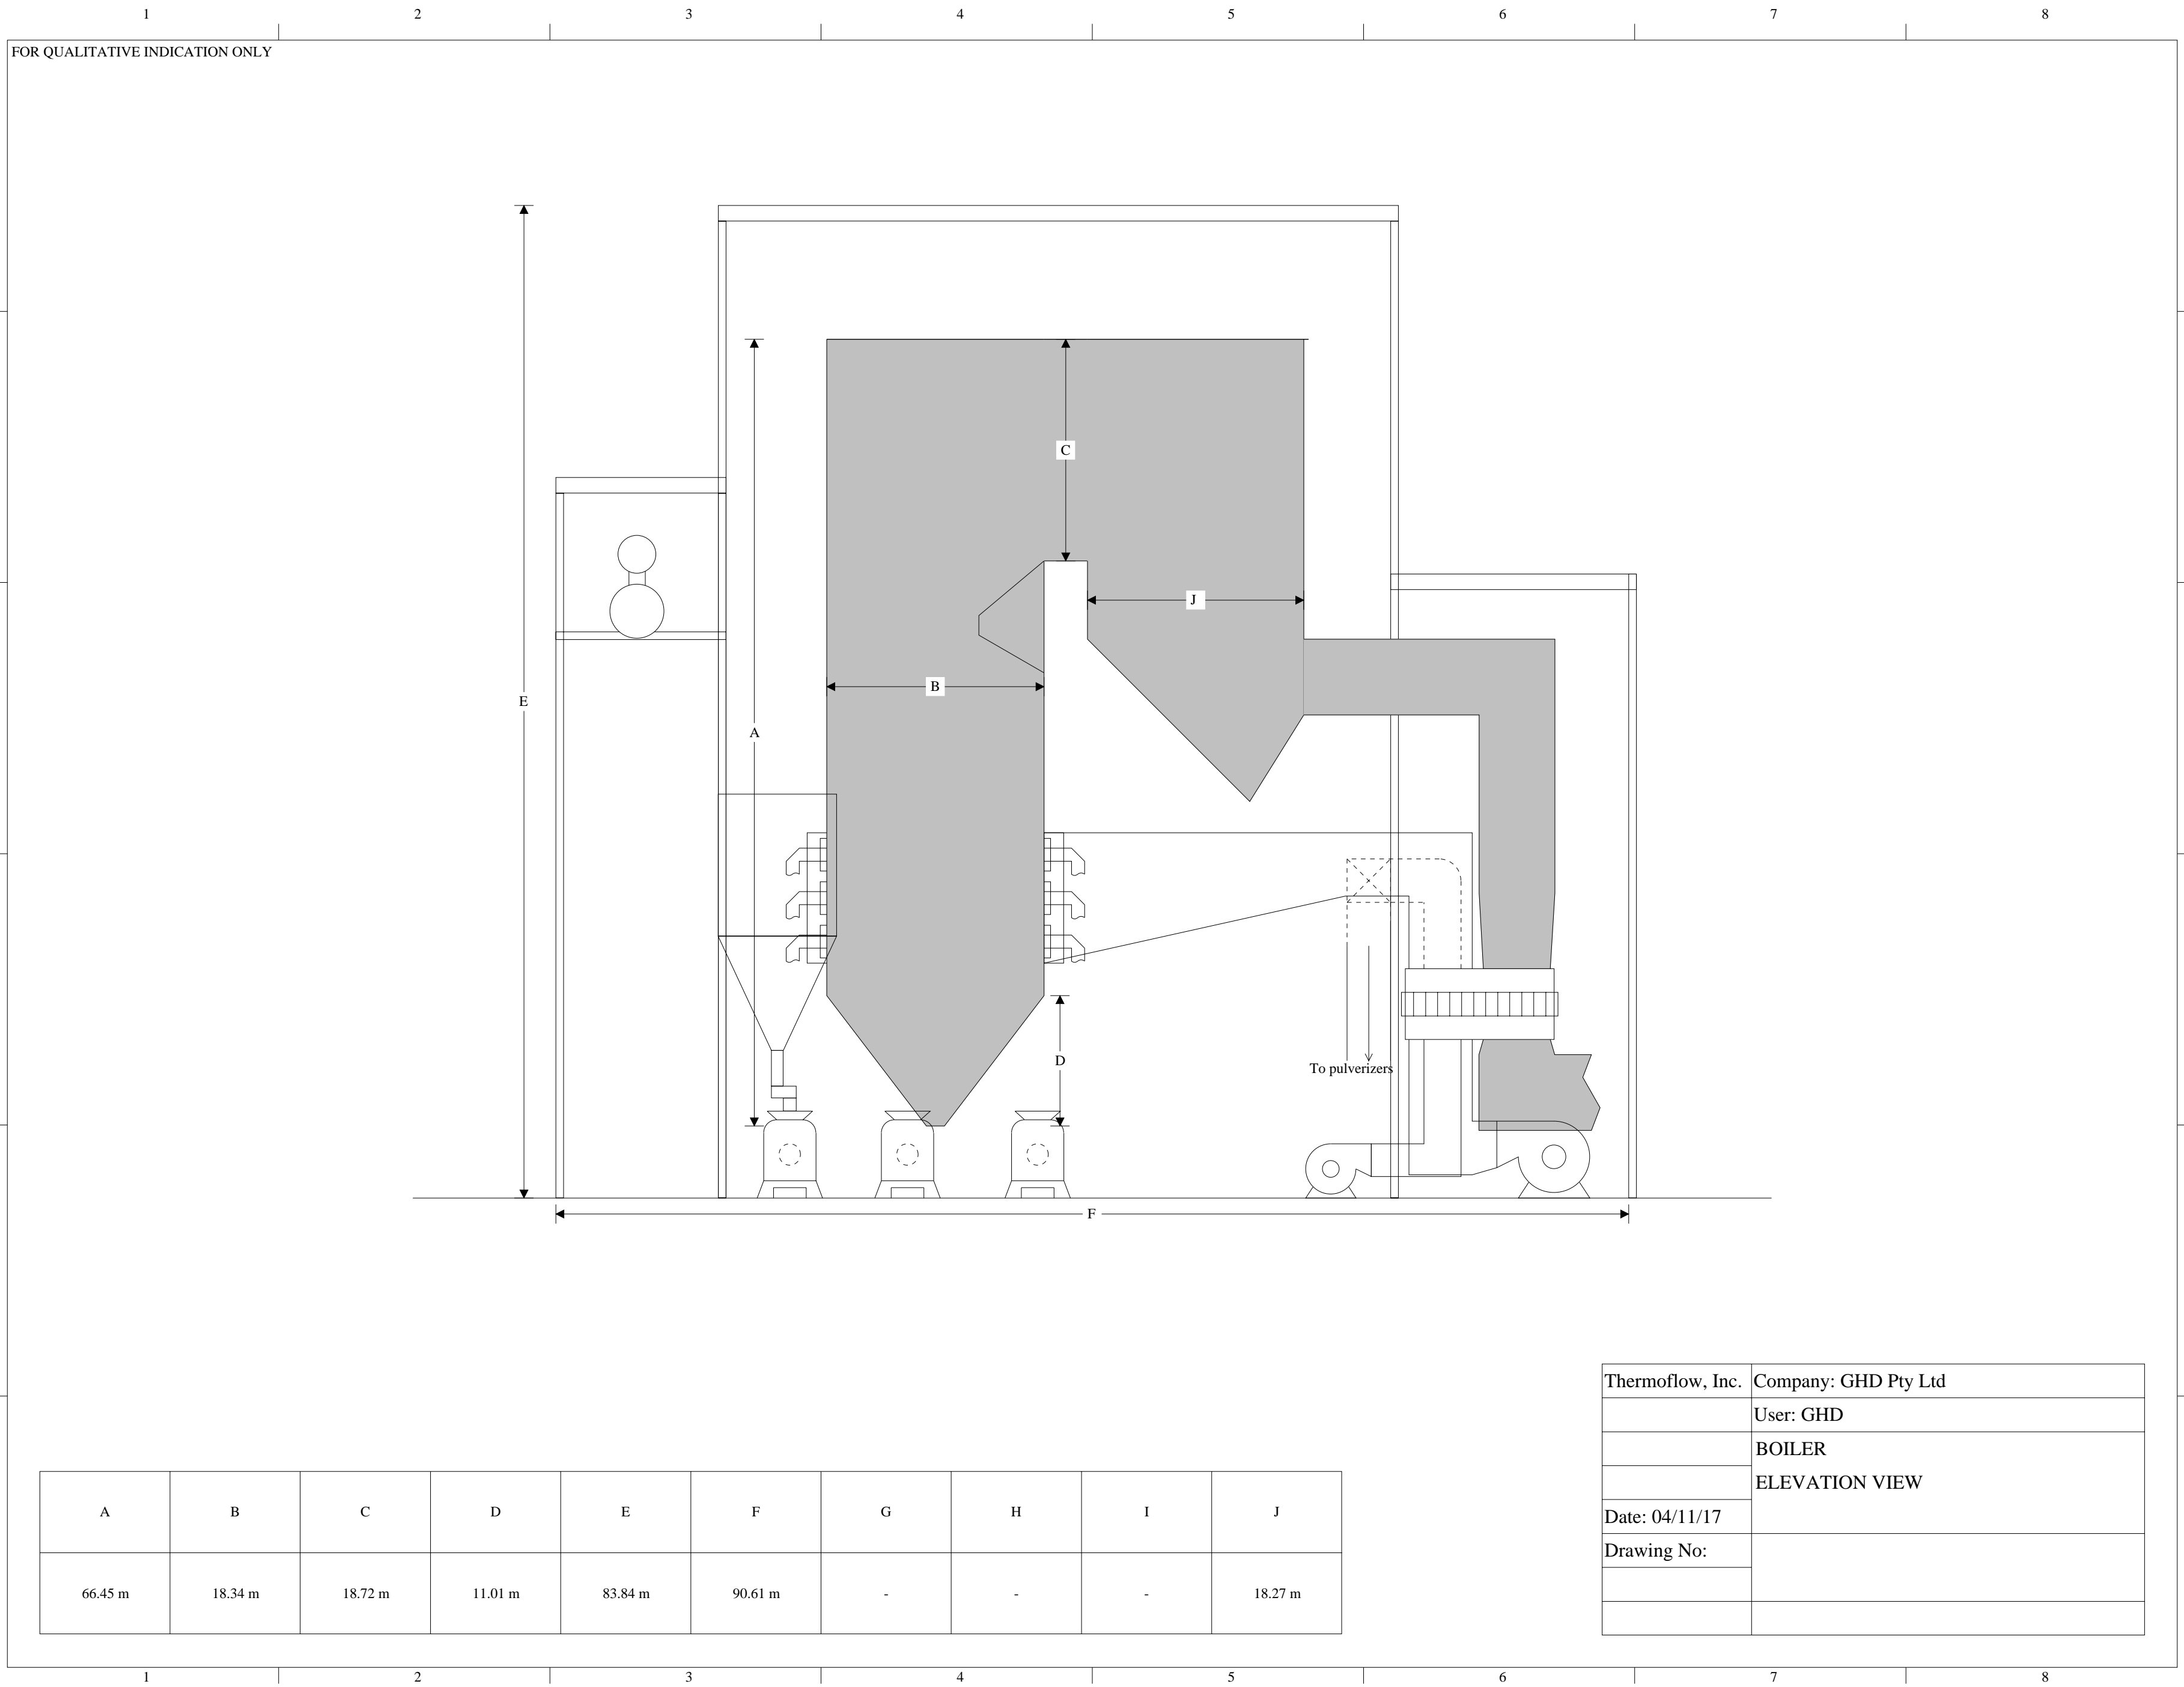 1 2 3 4 5 6 7 8
FOR QUALITATIVE INDICATION ONLY
C
J
B
E
A
D
To pulverizers
F
Thermoflow, Inc. Company: GHD Pty Ltd
User: GHD
BOILER
ELEVATION VIEW
Date: 04/11/17
Drawing No:
A B C D E F G H I J
66.45 m 18.34 m 18.72 m 11.01 m 83.84 m 90.61 m - - - 18.27 m
1 2 3 4 5 6 7 8